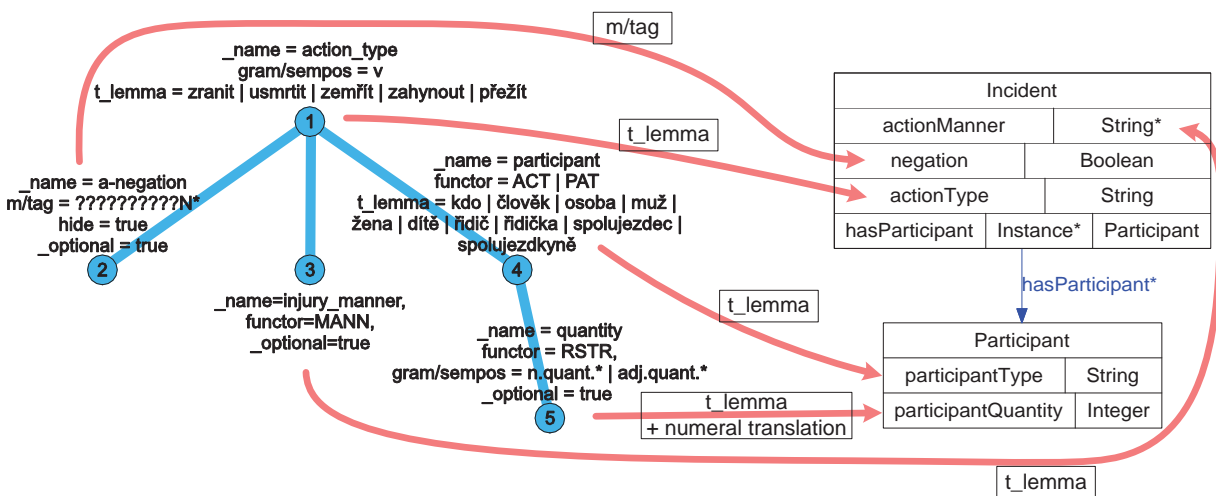 m/tag
_name = action_type
gram/sempos = v
t_lemma = zranit | usmrtit | zemřít | zahynout | přežít
1
t_lemma
_name = a-negation
m/tag = ??????????N*
hide = true
_optional = true
2
3
_name=injury_manner,
functor=MANN,
_optional=true
_name = participant
functor = ACT | PAT
t_lemma = kdo | člověk | osoba | muž |
žena | dítě | řidič | řidička | spolujezdec |
spolujezdkyně
4
t_lemma
_name = quantity
functor = RSTR,
gram/sempos = n.quant.* | adj.quant.*
_optional = true
5
t_lemma
+ numeral translation
Incident
actionManner String*
negation Boolean
actionType String
hasParticipant Instance* Participant
hasParticipant*
Participant
participantType String
participantQuantity Integer
t_lemma